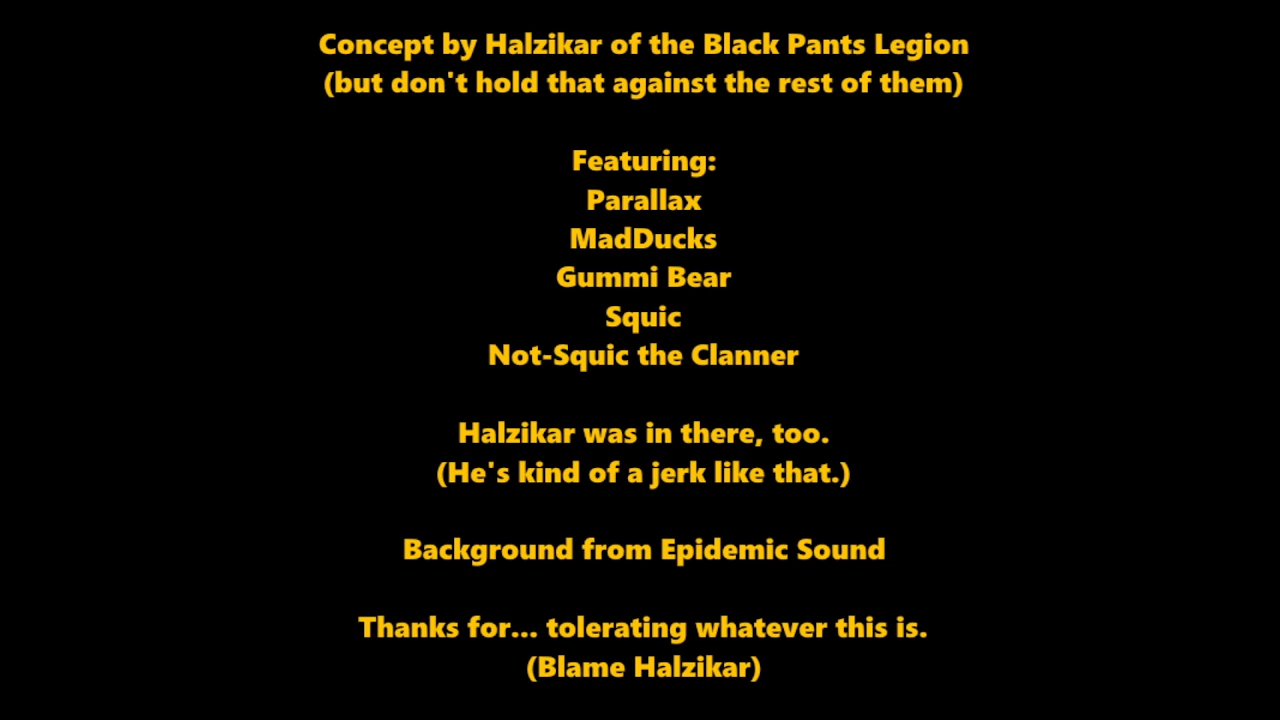 Concept by Halzikar of the Black Pants Legion
(but don't hold that against the rest of them)
Featuring:
Parallax
MadDucks
Gummi Bear
Squic
Not-Squic the Clanner
Halzikar was in there, too.
(He's kind of a jerk like that.)
Background from Epidemic Sound
Thanks for... tolerating whatever this is.
(Blame Halzikar)